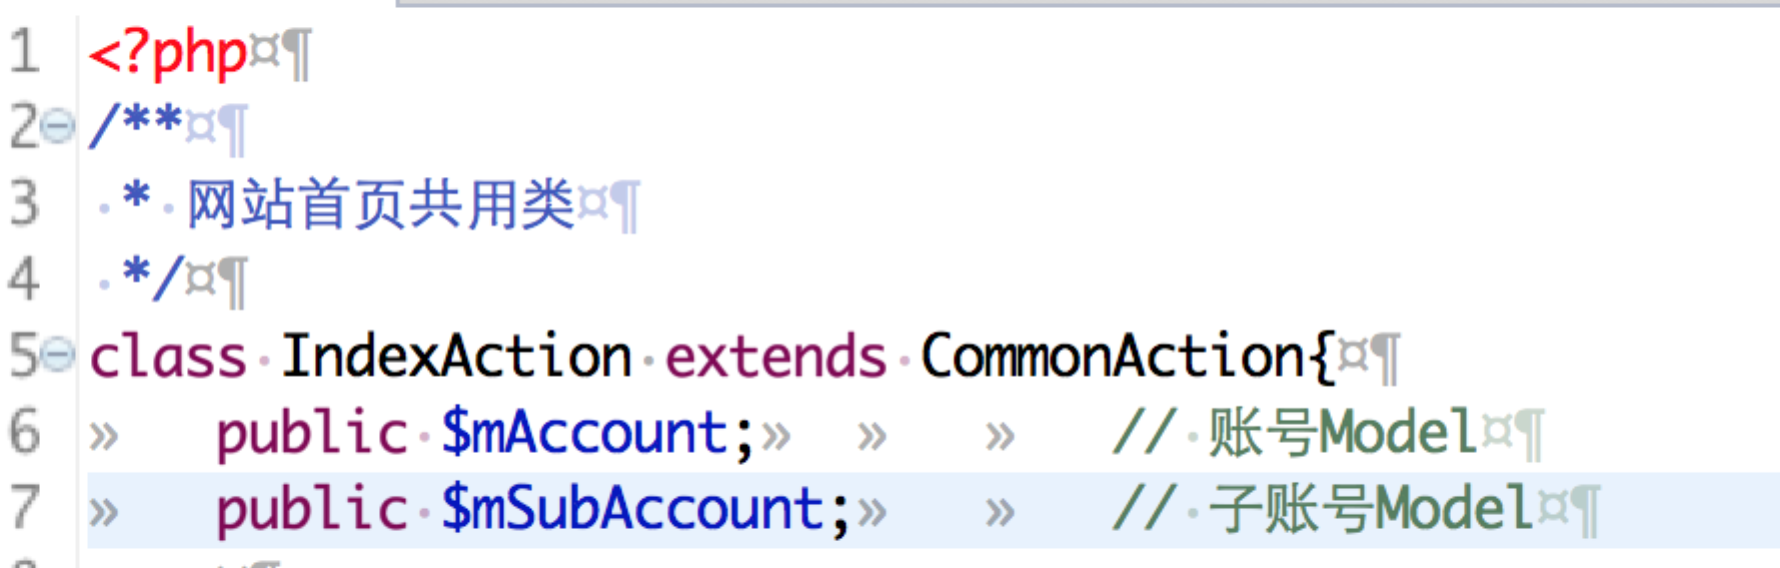 1 <?php¤¶
2 /**¤¶
3 ·*·网站首页共用类¤¶
4 ·*/¤¶
5 class·IndexAction·extends·CommonAction{¤¶
6 » public·$mAccount;» » » //·账号Model¤¶
7 » public·$mSubAccount;» » //·子账号Model¤¶